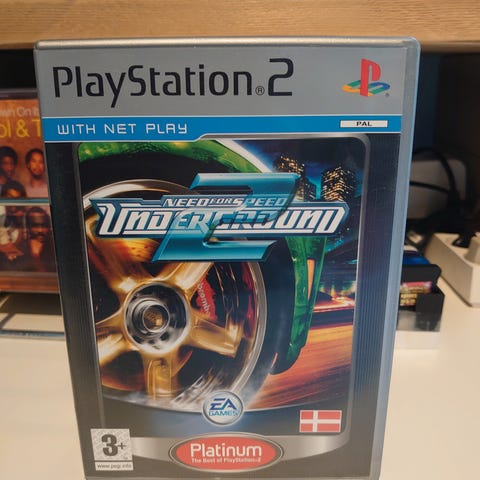 PlayStation®2
WITH NET PLAY
PAL
NEED FOR SPEED
UNDERGROUND
2
brembo
EA
GAMES
3+
www.pegi.info
Platinum
The Best of PlayStation®2